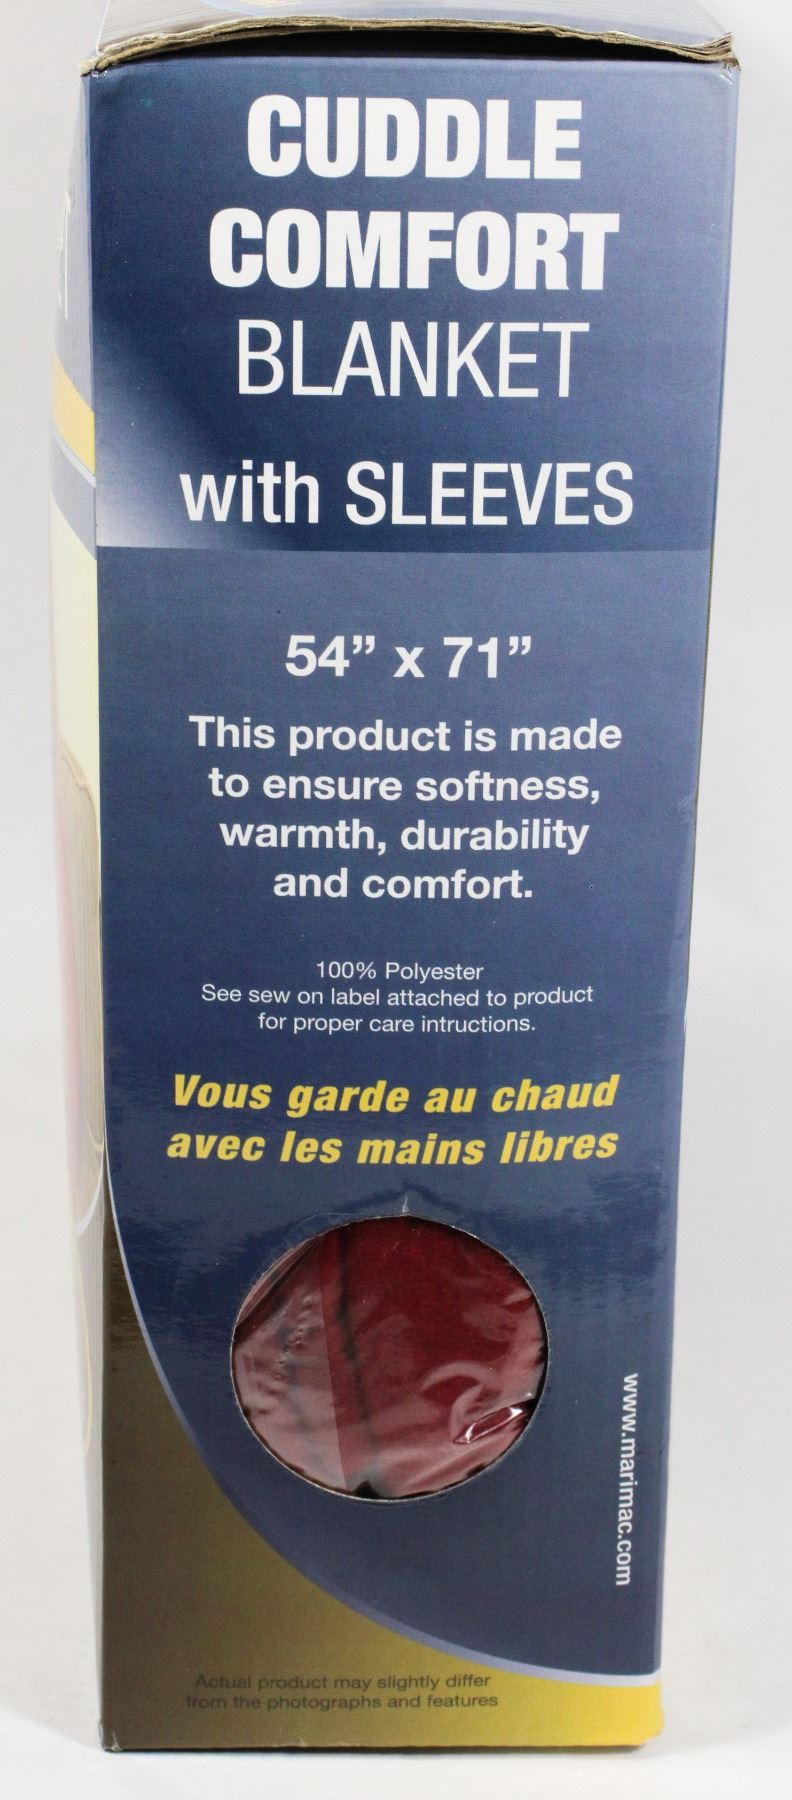 CUDDLE
COMFORT
BLANKET
with SLEEVES
54” x 71”
This product is made
to ensure softness,
warmth, durability
and comfort.
100% Polyester
See sew on label attached to product
for proper care intructions.
Vous garde au chaud
avec les mains libres
www.marimac.com
Actual product may slightly differ
from the photographs and features